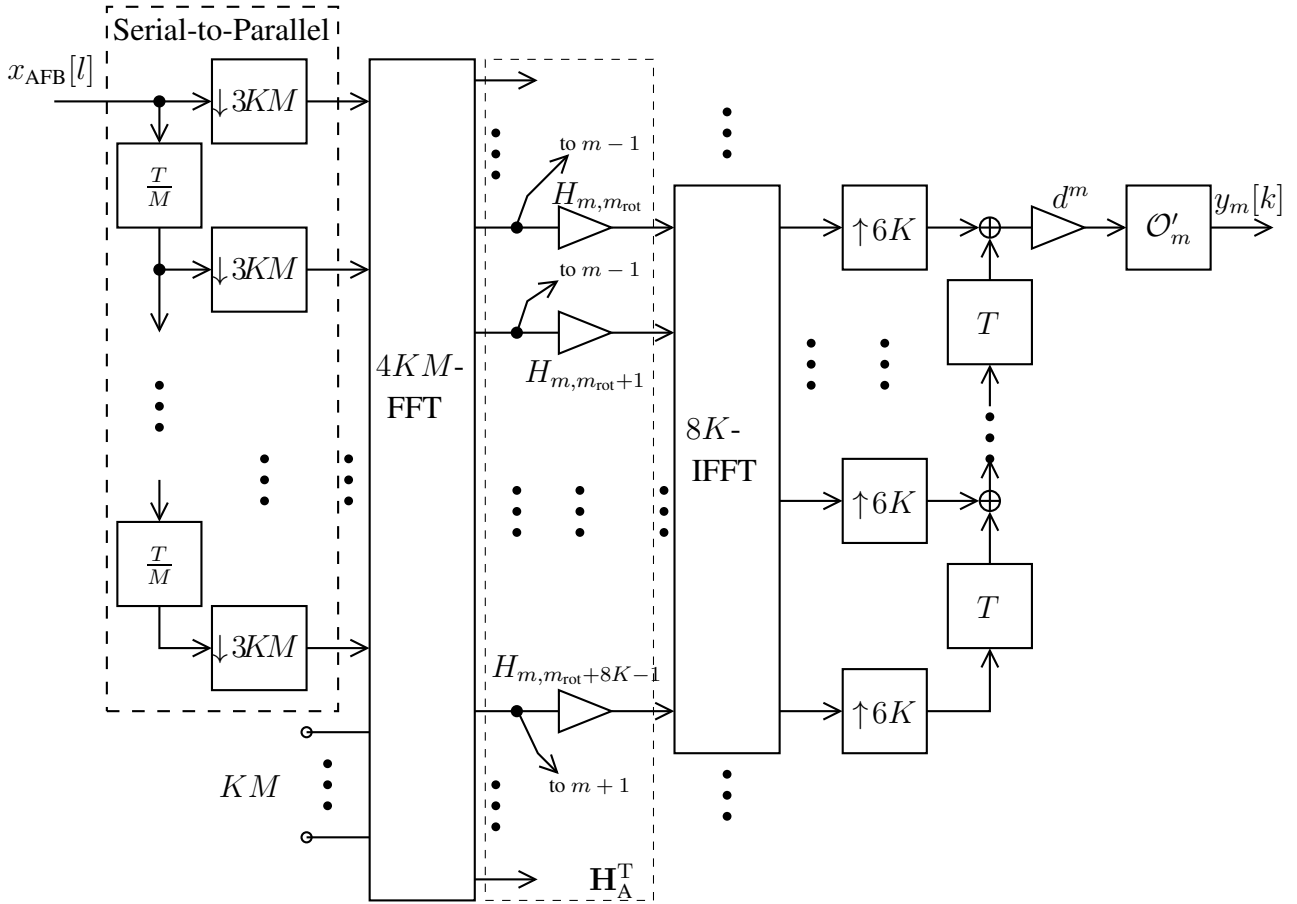 Serial-to-Parallel
x_AFB[l]
↓3KM
T/M
↓3KM
T/M
↓3KM
KM
4KM-
FFT
to m − 1
H_{m,m_rot}
to m − 1
H_{m,m_rot+1}
H_{m,m_rot+8K−1}
to m + 1
H_A^T
8K-
IFFT
↑6K
↑6K
↑6K
T
T
d^m
O'_m
y_m[k]